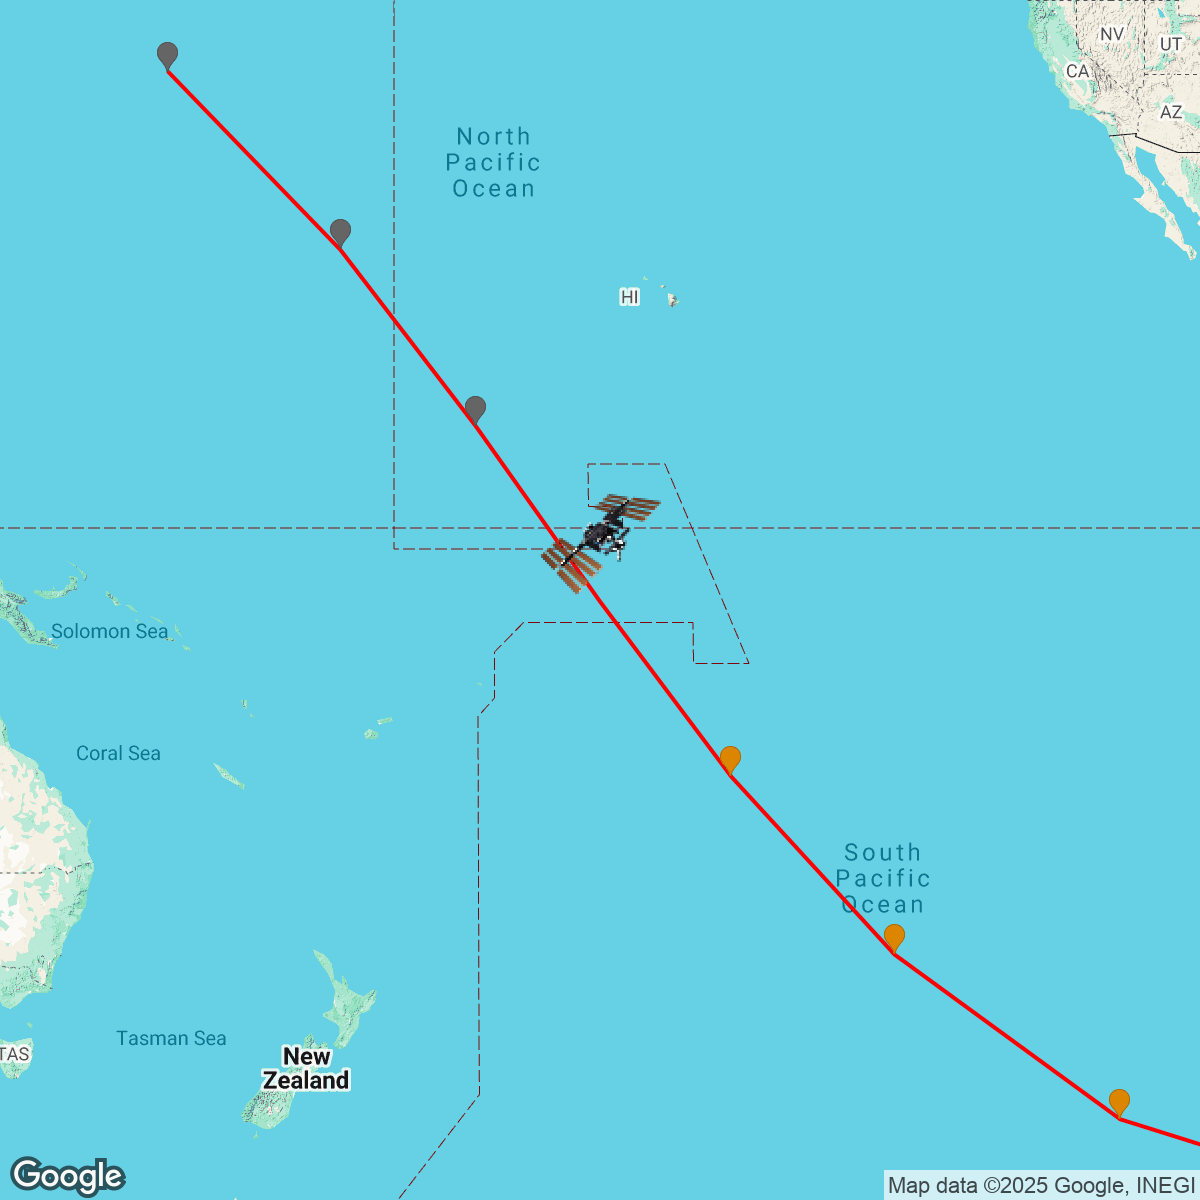 NV
UT
CA
AZ
North
Pacific
Ocean
HI
Solomon Sea
Coral Sea
South
Pacific
Ocean
Tasman Sea
TAS
New
Zealand
Google
Map data ©2025 Google, INEGI